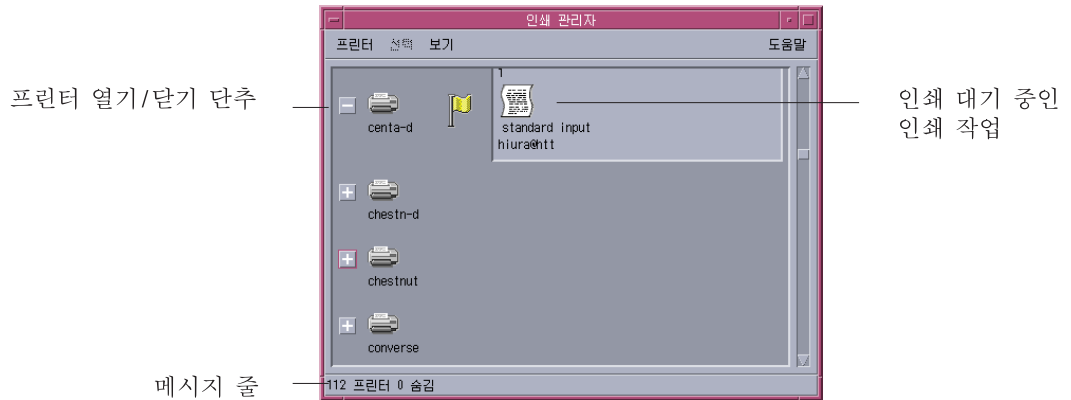 인쇄 관리자
프린터 선택 보기 도움말
프린터 열기/닫기 단추
1
centa-d
standard input
hiura@htt
인쇄 대기 중인
인쇄 작업
chestn-d
chestnut
converse
메시지 줄
112 프린터 0 숨김